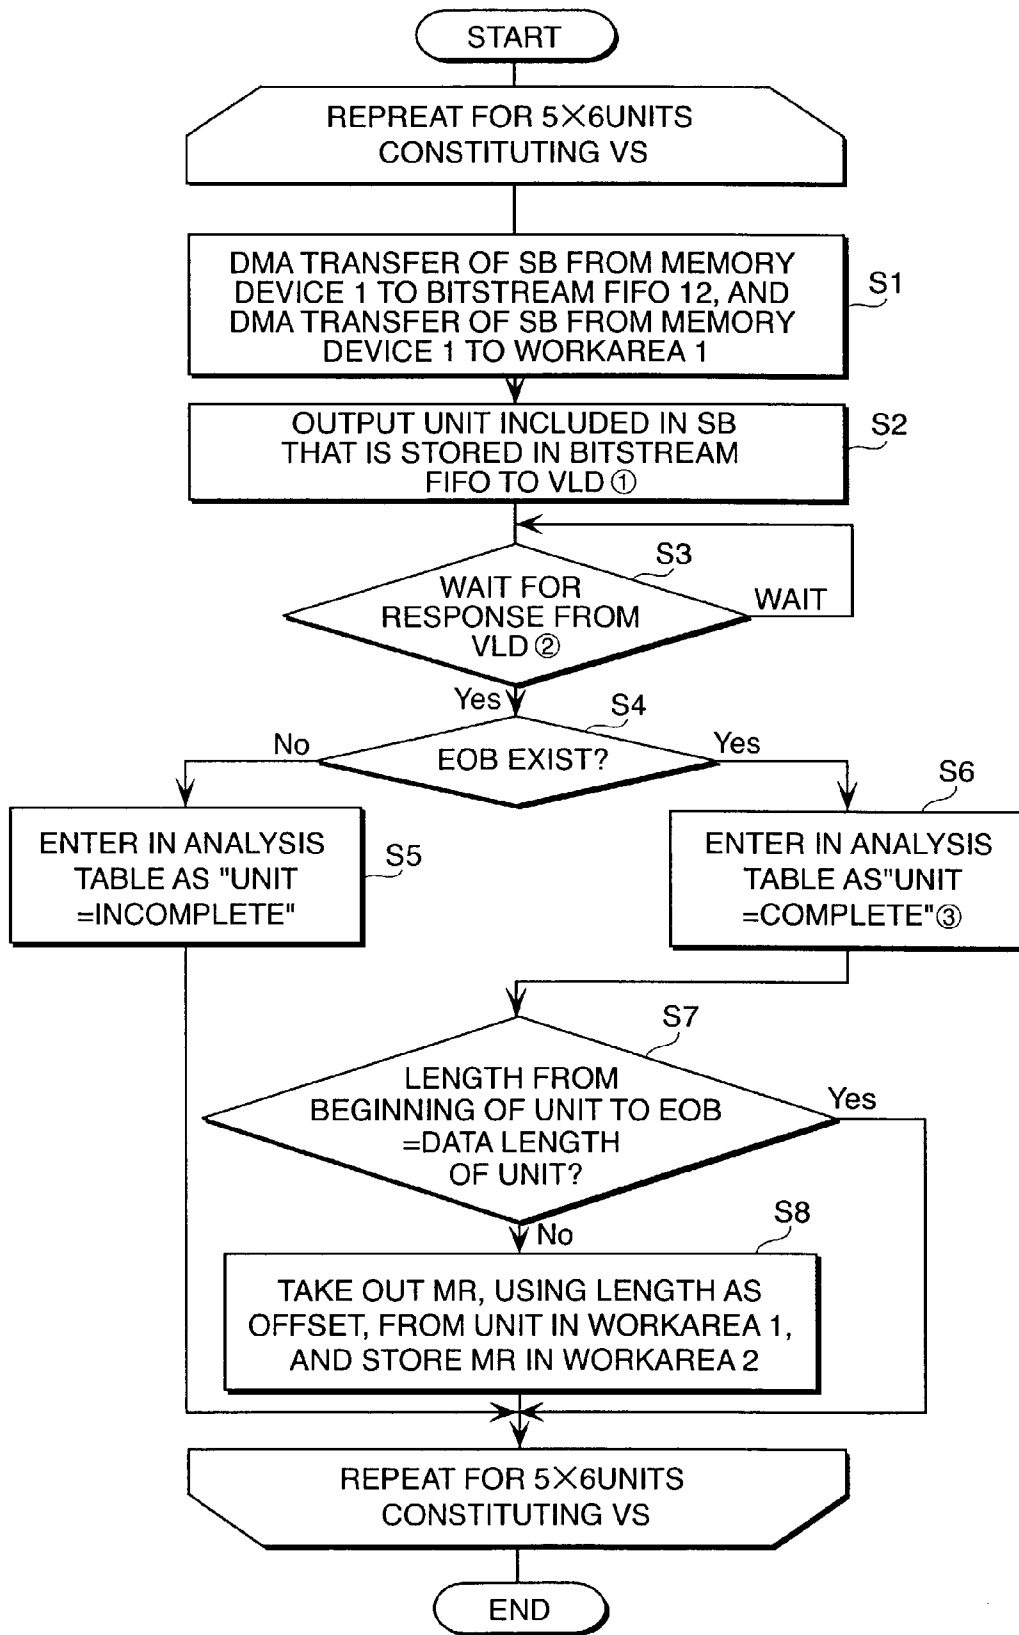 START
REPREAT FOR 5×6UNITS
CONSTITUTING VS
DMA TRANSFER OF SB FROM MEMORY
DEVICE 1 TO BITSTREAM FIFO 12, AND
DMA TRANSFER OF SB FROM MEMORY
DEVICE 1 TO WORKAREA 1
S1
OUTPUT UNIT INCLUDED IN SB
THAT IS STORED IN BITSTREAM
FIFO TO VLD ①
S2
WAIT FOR
RESPONSE FROM
VLD ②
S3
WAIT
Yes
S4
EOB EXIST?
No
Yes
ENTER IN ANALYSIS
TABLE AS "UNIT
=INCOMPLETE"
S5
S6
ENTER IN ANALYSIS
TABLE AS"UNIT
=COMPLETE"③
S7
LENGTH FROM
BEGINNING OF UNIT TO EOB
=DATA LENGTH
OF UNIT?
Yes
No
S8
TAKE OUT MR, USING LENGTH AS
OFFSET, FROM UNIT IN WORKAREA 1,
AND STORE MR IN WORKAREA 2
REPEAT FOR 5×6UNITS
CONSTITUTING VS
END